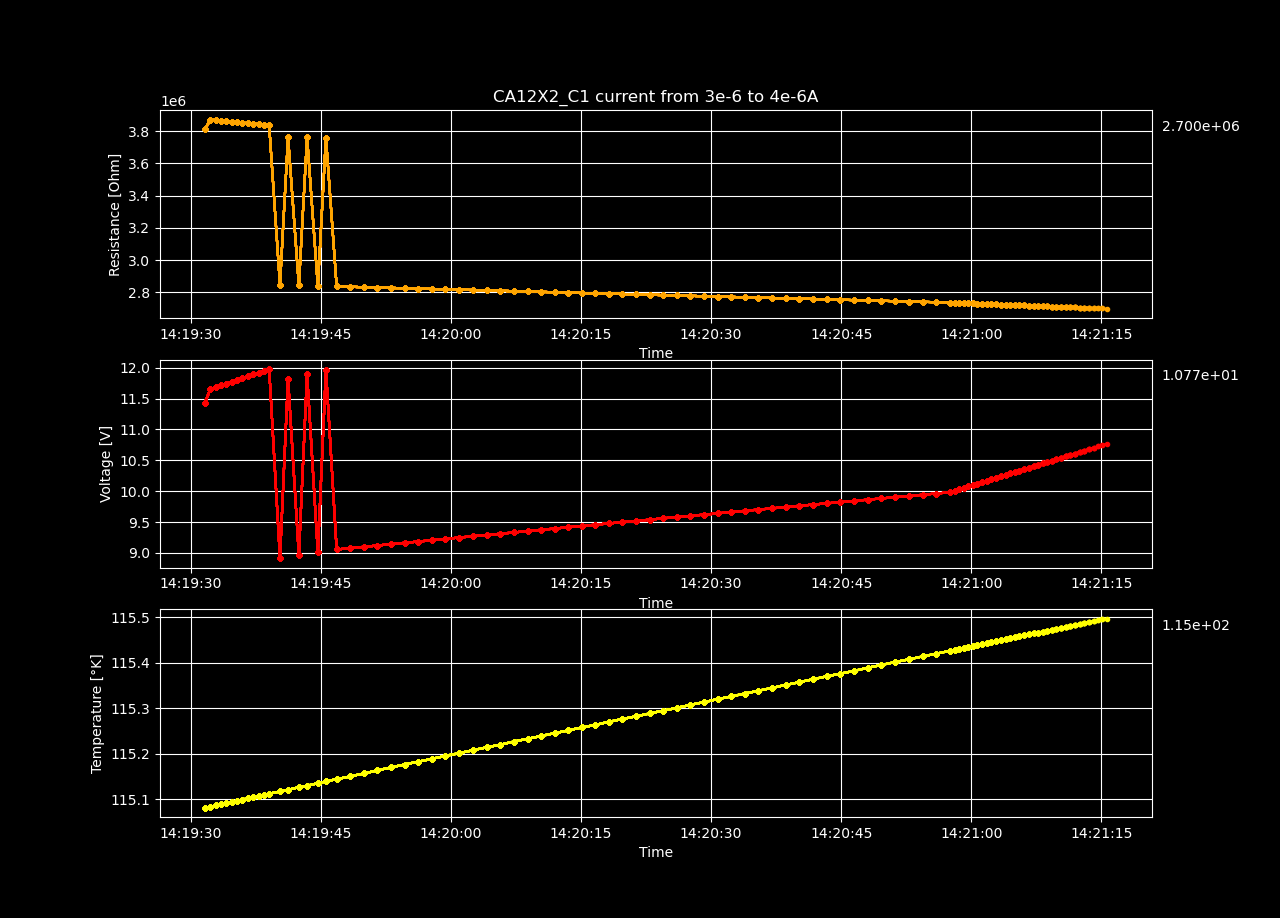 CA12X2_C1 current from 3e-6 to 4e-6A
1e6
2.700e+06
3.8
3.6
3.4
3.2
3.0
2.8
Resistance [Ohm]
14:19:30 14:19:45 14:20:00 14:20:15 14:20:30 14:20:45 14:21:00 14:21:15
Time
1.077e+01
12.0
11.5
11.0
10.5
10.0
9.5
9.0
Voltage [V]
14:19:30 14:19:45 14:20:00 14:20:15 14:20:30 14:20:45 14:21:00 14:21:15
Time
1.15e+02
115.5
115.4
115.3
115.2
115.1
Temperature [°K]
14:19:30 14:19:45 14:20:00 14:20:15 14:20:30 14:20:45 14:21:00 14:21:15
Time